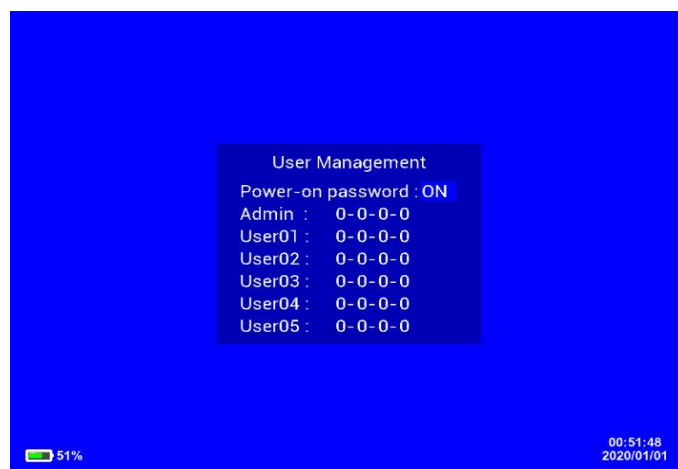 User Management
Power-on password : ON
Admin : 0-0-0-0
User01 : 0-0-0-0
User02 : 0-0-0-0
User03 : 0-0-0-0
User04 : 0-0-0-0
User05 : 0-0-0-0
51%
00:51:48
2020/01/01